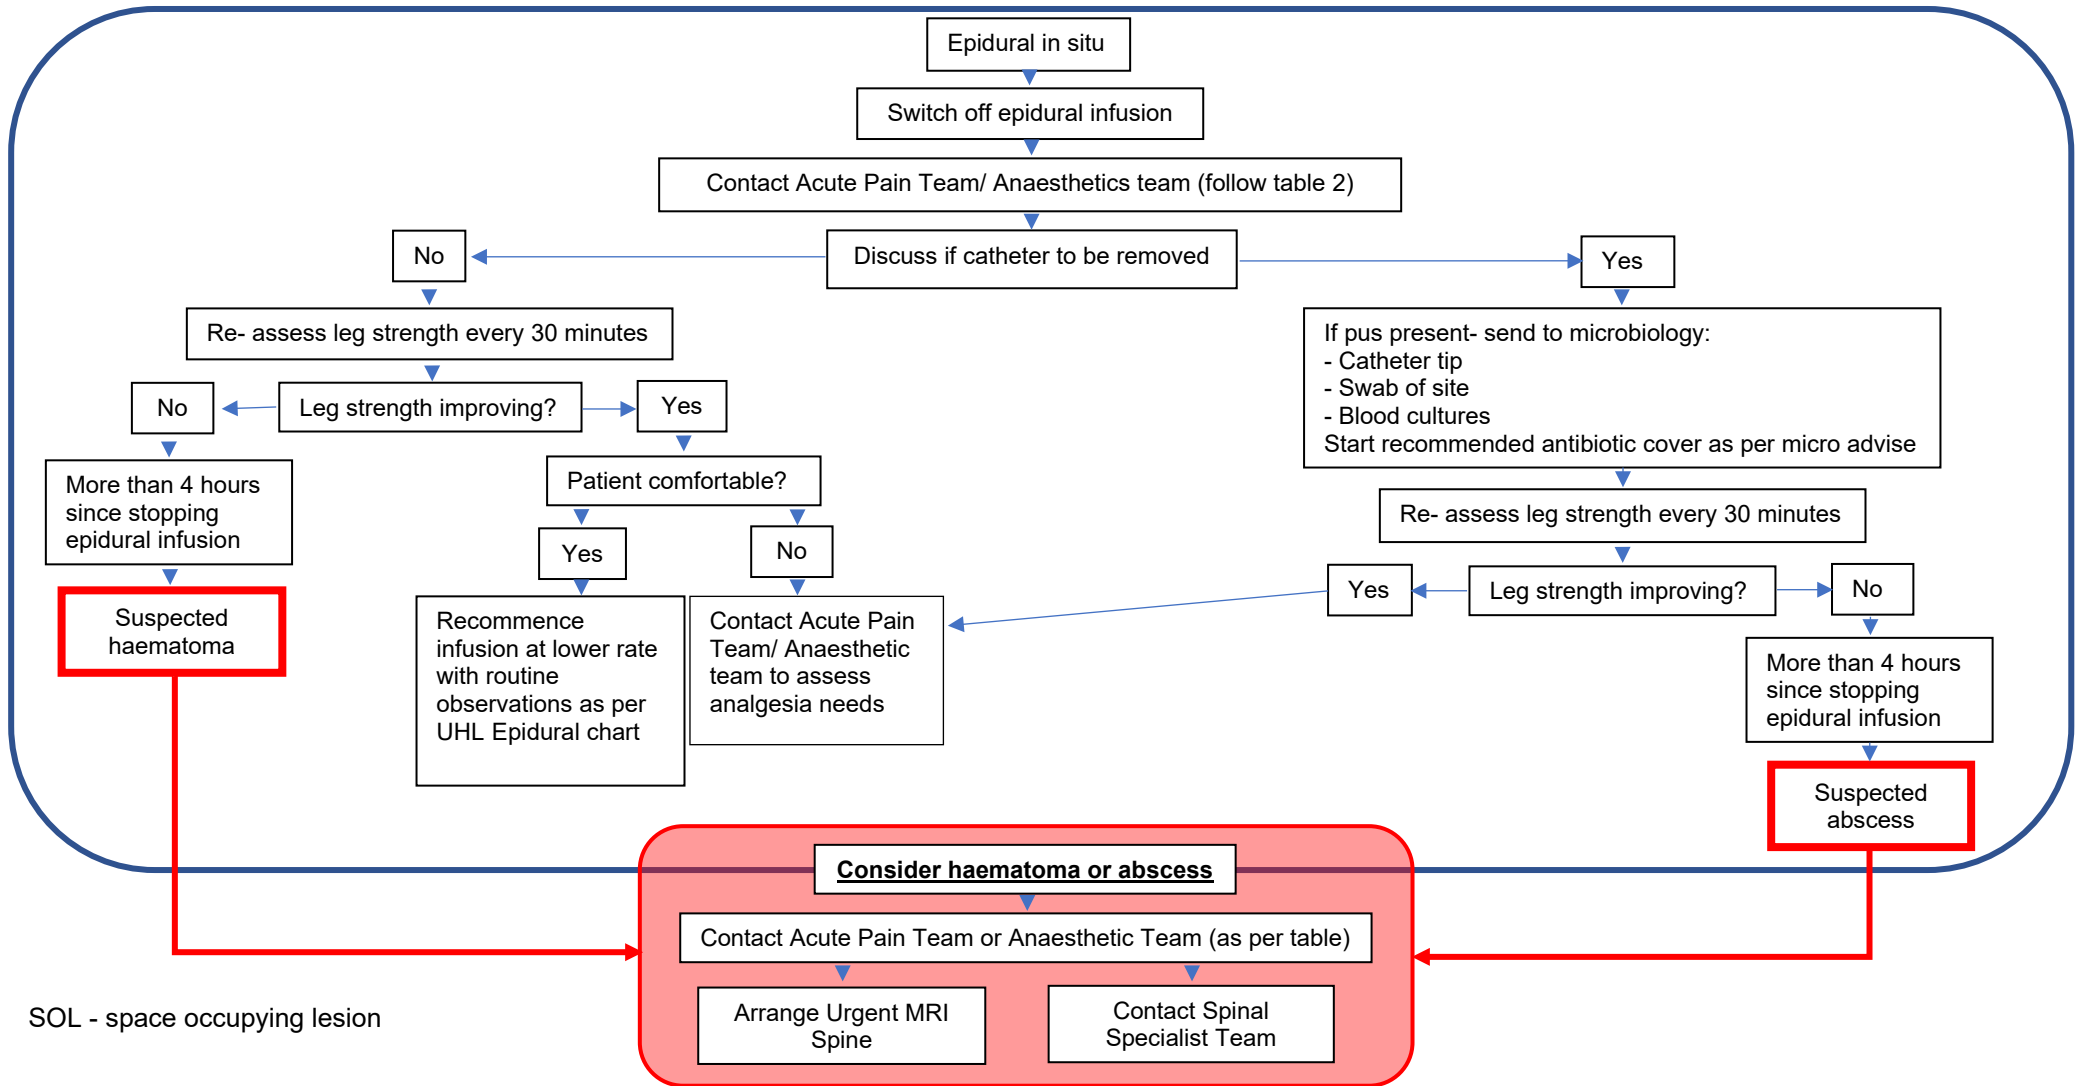 Epidural in situ
Switch off epidural infusion
Contact Acute Pain Team/ Anaesthetics team (follow table 2)
Discuss if catheter to be removed
No
Re- assess leg strength every 30 minutes
Leg strength improving?
No
More than 4 hours
since stopping
epidural infusion
Suspected
haematoma
Yes
Patient comfortable?
Yes
Recommence
infusion at lower rate
with routine
observations as per
UHL Epidural chart
No
Contact Acute Pain
Team/ Anaesthetic
team to assess
analgesia needs
Yes
If pus present- send to microbiology:
- Catheter tip
- Swab of site
- Blood cultures
Start recommended antibiotic cover as per micro advise
Re- assess leg strength every 30 minutes
Leg strength improving?
Yes
No
More than 4 hours
since stopping
epidural infusion
Suspected
abscess
Consider haematoma or abscess
Contact Acute Pain Team or Anaesthetic Team (as per table)
Arrange Urgent MRI
Spine
Contact Spinal
Specialist Team
SOL - space occupying lesion